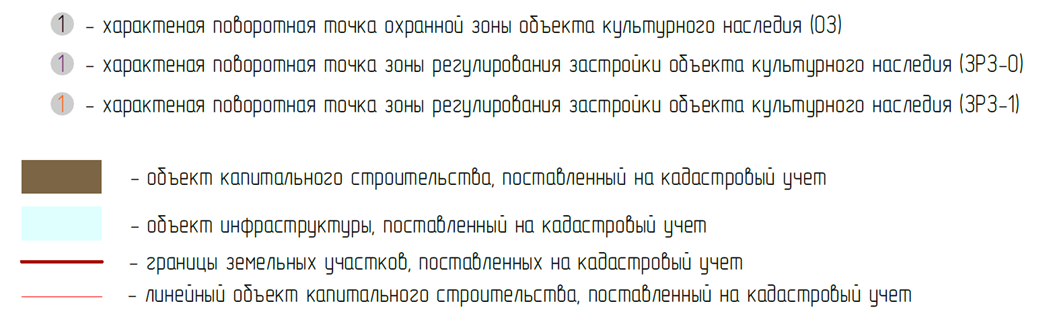 1 – характеная поворотная точка охранной зоны объекта культурного наследия (ОЗ)
1 – характеная поворотная точка зоны регулирования застройки объекта культурного наследия (ЗРЗ-0)
1 – характеная поворотная точка зоны регулирования застройки объекта культурного наследия (ЗРЗ-1)
– объект капитального строительства, поставленный на кадастровый учет
– объект инфраструктуры, поставленный на кадастровый учет
– границы земельных участков, поставленных на кадастровый учет
– линейный объект капитального строительства, поставленный на кадастровый учет